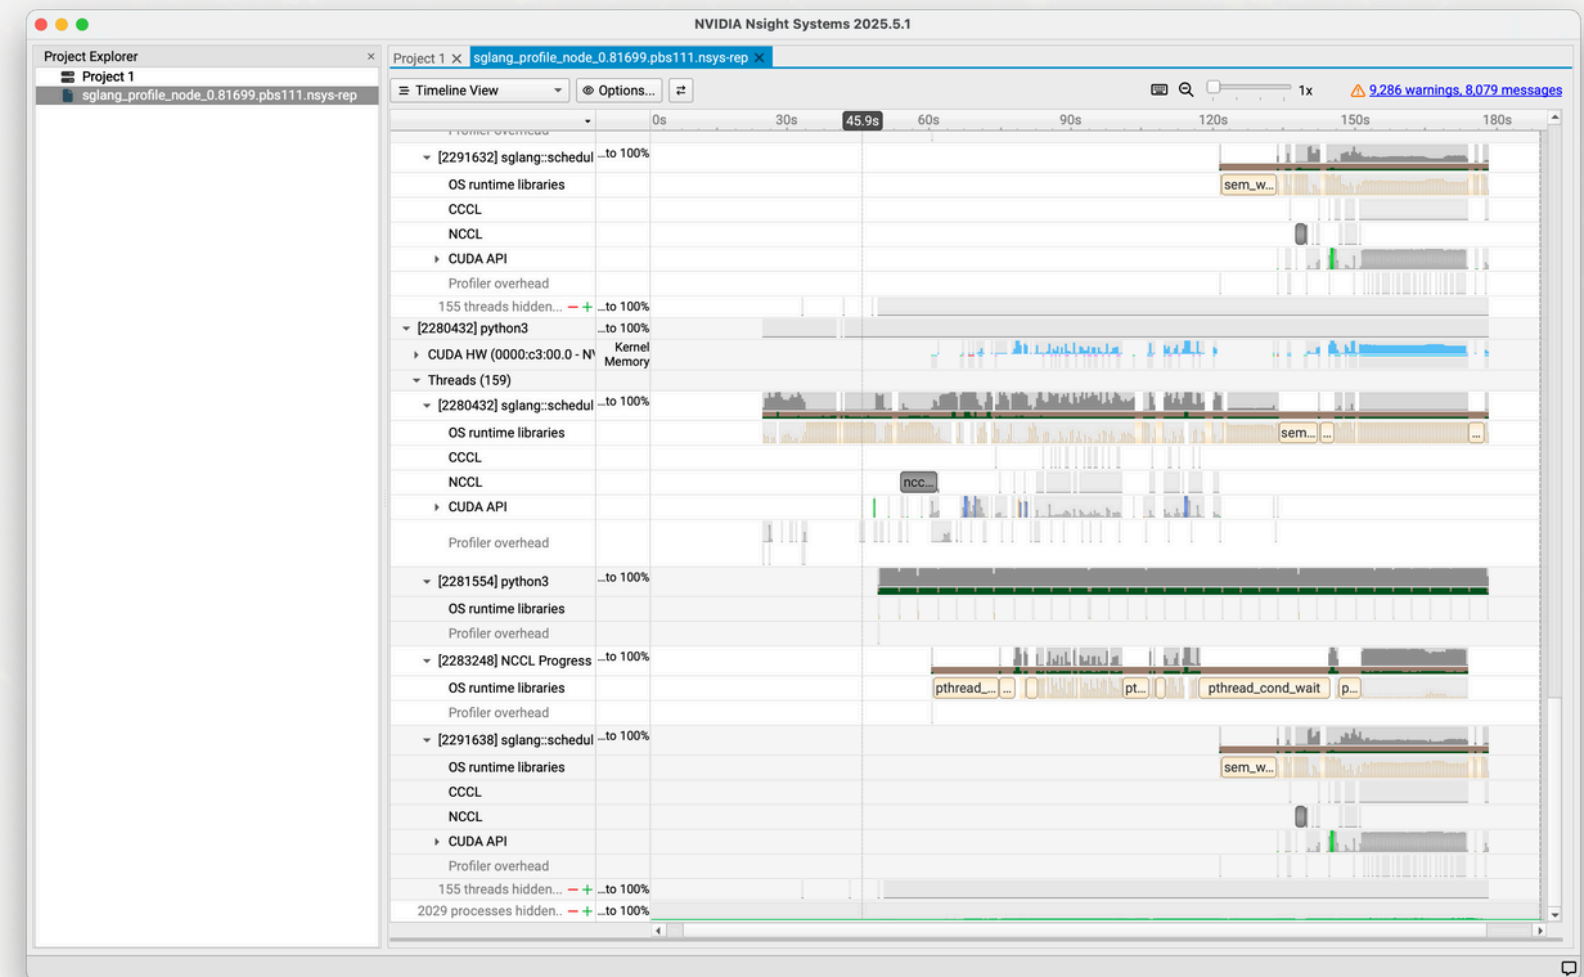 NVIDIA Nsight Systems 2025.5.1
Project Explorer
Project 1
sglang_profile_node_0.81699.pbs111.nsys-rep
Project 1 sglang_profile_node_0.81699.pbs111.nsys-rep
Timeline View Options... 1x 9,286 warnings, 8,079 messages
0s 30s 45.9s 60s 90s 120s 150s 180s
Profiler overhead
[2291632] sglang::schedul ...to 100%
OS runtime libraries sem_w...
CCCL
NCCL
CUDA API
Profiler overhead
155 threads hidden... ...to 100%
[2280432] python3 ...to 100%
CUDA HW (0000:c3:00.0 - NV Kernel
Memory
Threads (159)
[2280432] sglang::schedul ...to 100%
OS runtime libraries sem... ... ...
CCCL
NCCL ncc...
CUDA API
Profiler overhead
[2281554] python3 ...to 100%
OS runtime libraries
Profiler overhead
[2283248] NCCL Progress ...to 100%
OS runtime libraries pthread_... ... pt... pthread_cond_wait p...
Profiler overhead
[2291638] sglang::schedul ...to 100%
OS runtime libraries sem_w...
CCCL
NCCL
CUDA API
Profiler overhead
155 threads hidden... ...to 100%
2029 processes hidden.. ...to 100%